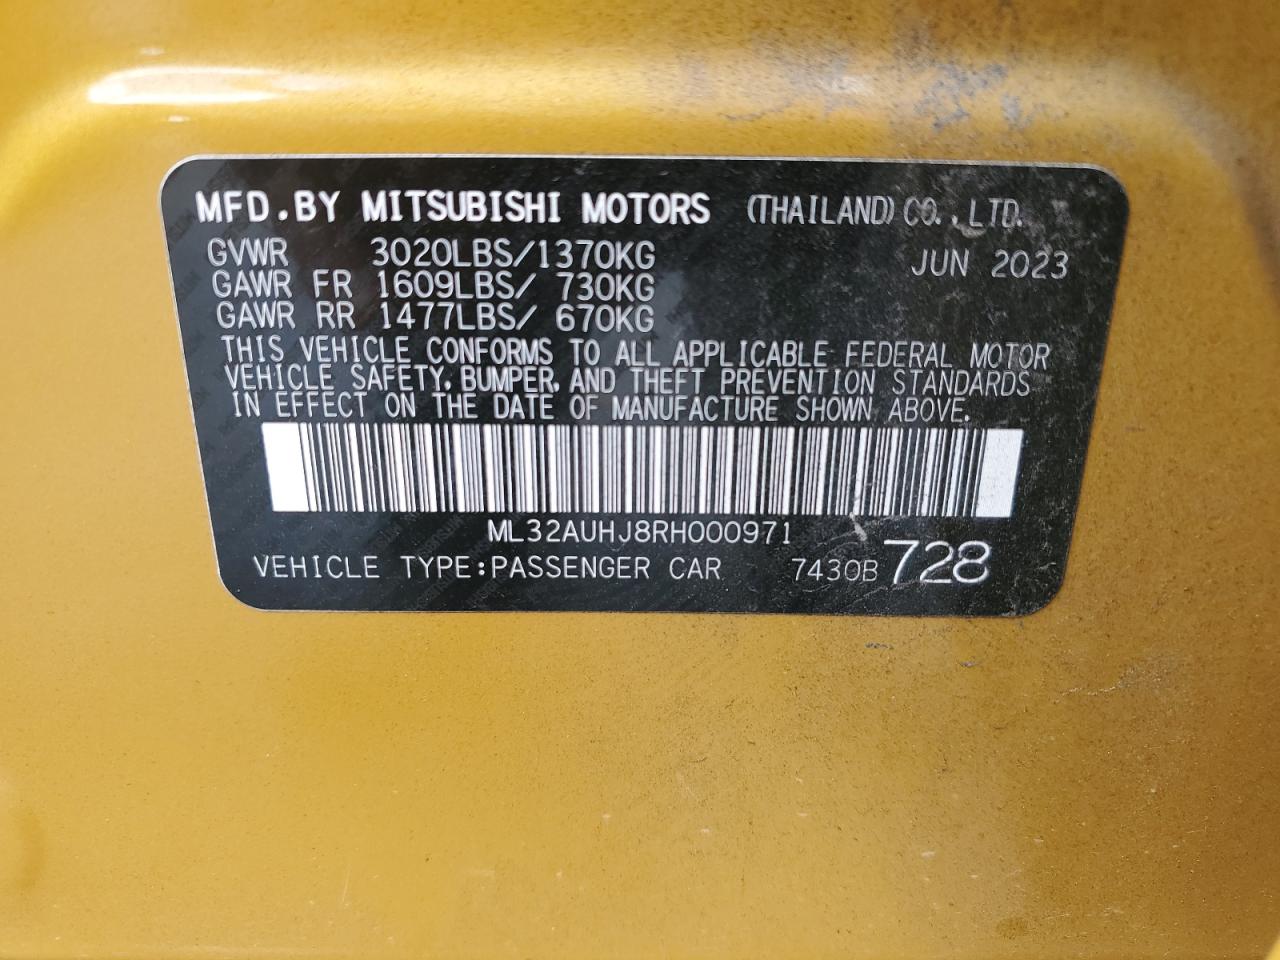 MFD.BY MITSUBISHI MOTORS (THAILAND) CO.,LTD.
GVWR 3020LBS/1370KG JUN 2023
GAWR FR 1609LBS/ 730KG
GAWR RR 1477LBS/ 670KG
THIS VEHICLE CONFORMS TO ALL APPLICABLE FEDERAL MOTOR
VEHICLE SAFETY, BUMPER, AND THEFT PREVENTION STANDARDS
IN EFFECT ON THE DATE OF MANUFACTURE SHOWN ABOVE.
ML32AUHJ8RH000971
VEHICLE TYPE:PASSENGER CAR 7430B 728